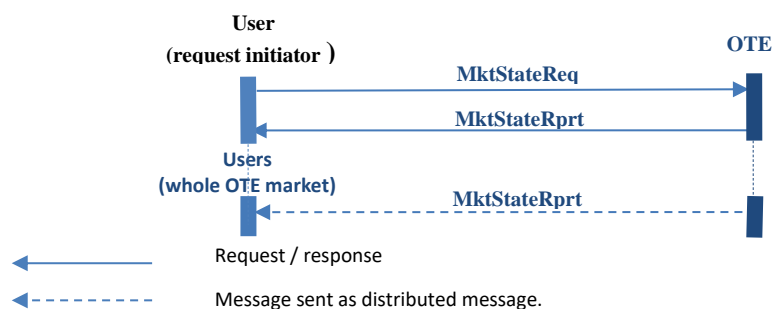 User
(request initiator )
OTE
MktStateReq
MktStateRprt
Users
(whole OTE market)
MktStateRprt
Request / response
Message sent as distributed message.